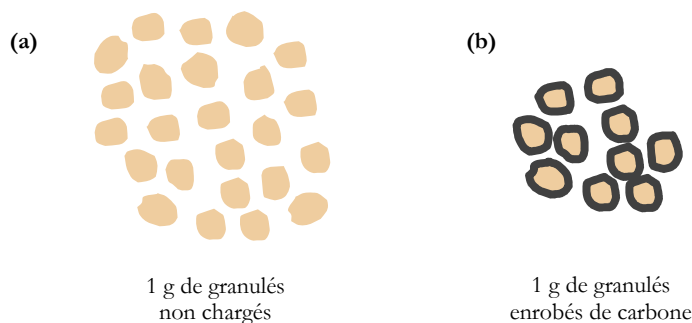 (a)
(b)
1 g de granulés
non chargés
1 g de granulés
enrobés de carbone